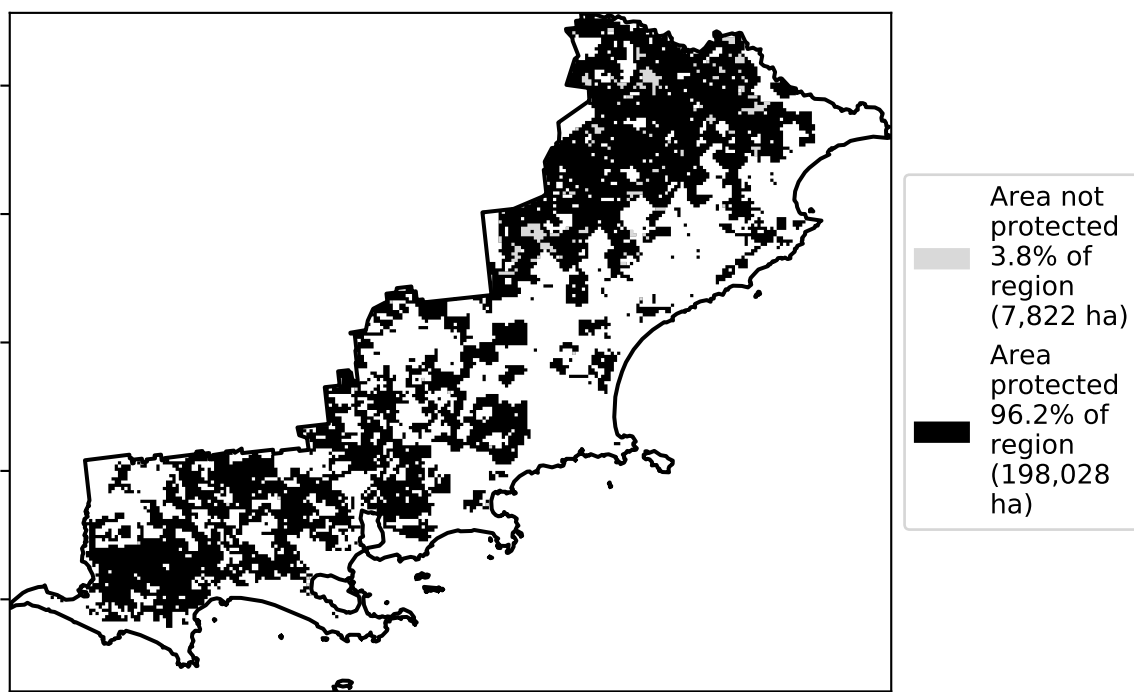 Area not
protected
3.8% of
region
(7,822 ha)
Area
protected
96.2% of
region
(198,028
ha)